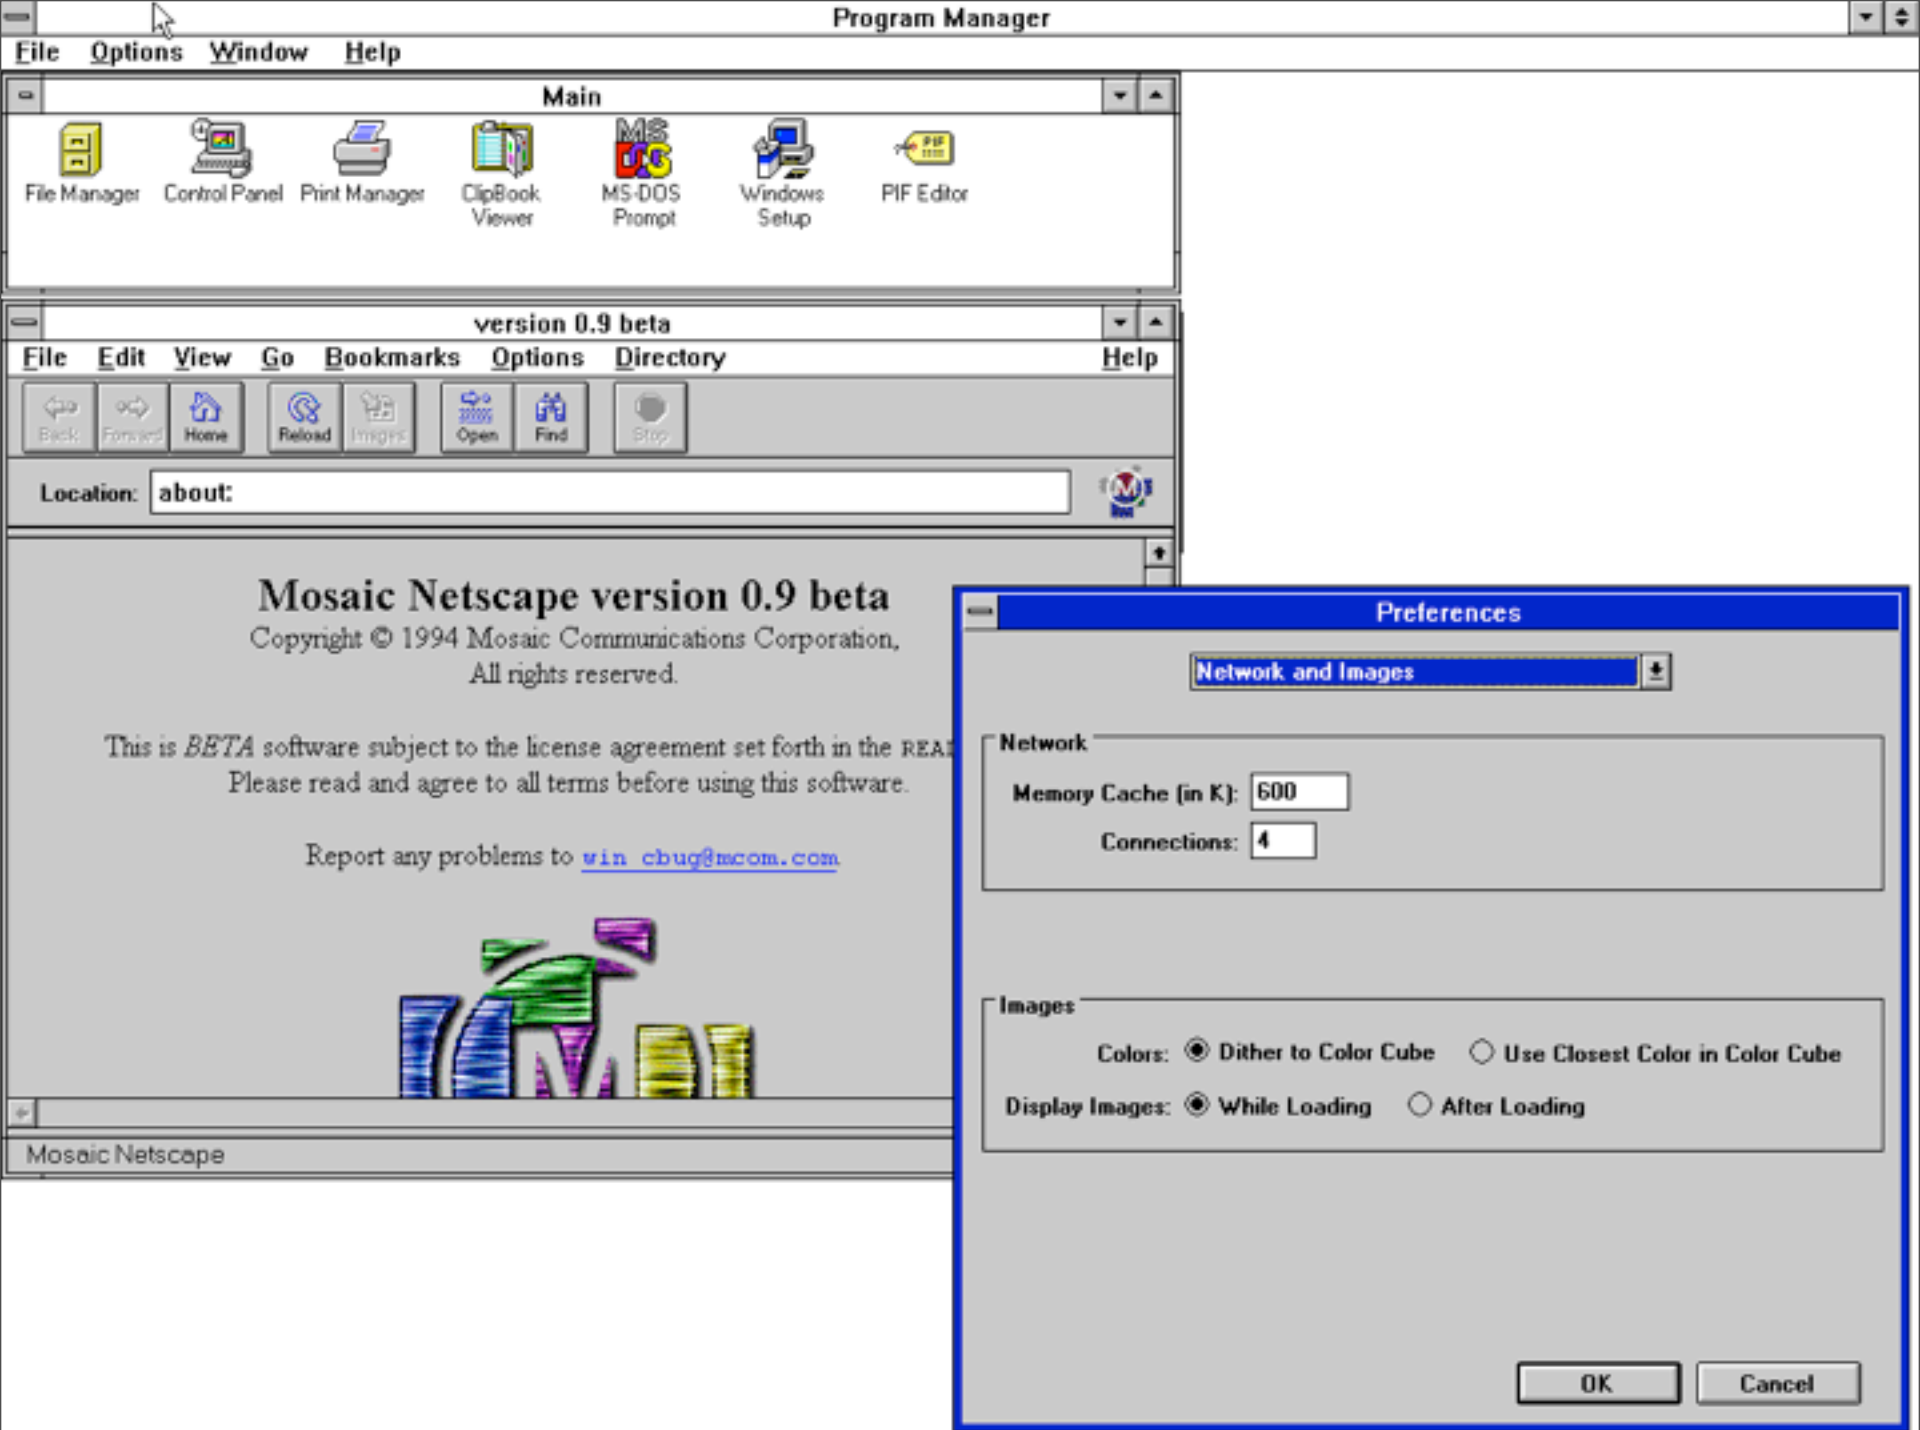 Program Manager
File Options Window Help
Main
File Manager Control Panel Print Manager ClipBook Viewer MS-DOS Prompt Windows Setup PIF Editor
version 0.9 beta
File Edit View Go Bookmarks Options Directory Help
Back Forward Home Reload Images Open Find Stop
Location: about:
Mosaic Netscape version 0.9 beta
Copyright © 1994 Mosaic Communications Corporation,
All rights reserved.
This is BETA software subject to the license agreement set forth in the
Please read and agree to all terms before using this software.
Report any problems to win_cbug@mcom.com
M
Mosaic Netscape
Preferences
Network and Images
Network
Memory Cache (in K): 600
Connections: 4
Images
Colors: Dither to Color Cube Use Closest Color in Color Cube
Display Images: While Loading After Loading
OK Cancel